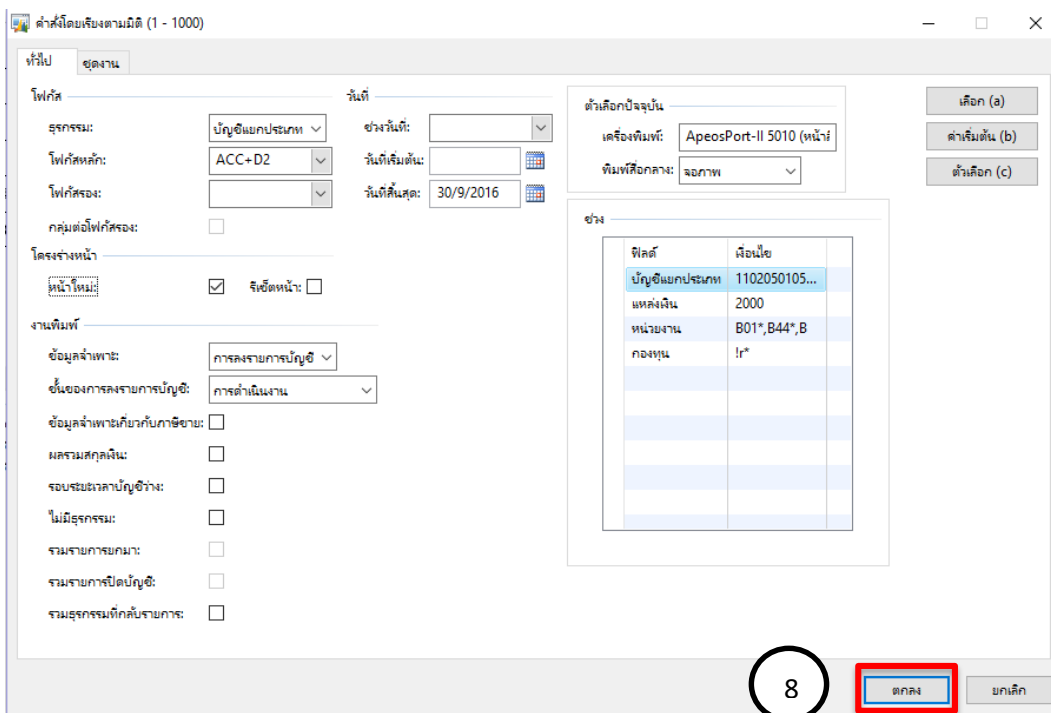 คำสั่งโดยเรียงตามมิติ (1 - 1000)
ทั่วไป
ชุดงาน
โฟกัส
ธุรกรรม:
บัญชีแยกประเภท
โฟกัสหลัก:
ACC+D2
โฟกัสรอง:
กลุ่มต่อโฟกัสรอง:
วันที่
ช่วงวันที่:
วันที่เริ่มต้น:
วันที่สิ้นสุด:
30/9/2016
โครงร่างหน้า
หน้าใหม่:
รีเซ็ตหน้า:
งานพิมพ์
ข้อมูลจำเพาะ:
การลงรายการบัญชี
ชั้นของการลงรายการบัญชี:
การดำเนินงาน
ข้อมูลจำเพาะเกี่ยวกับภาษีขาย:
ผลรวมสกุลเงิน:
รอบระยะเวลาบัญชีว่าง:
ไม่มีธุรกรรม:
รวมรายการยกมา:
รวมรายการปิดบัญชี:
รวมธุรกรรมที่กลับรายการ:
ตัวเลือกปัจจุบัน
เครื่องพิมพ์:
ApeosPort-II 5010 (หน้าสิ
พิมพ์สื่อกลาง:
จอภาพ
ช่วง
ฟิลด์ เงื่อนไข
บัญชีแยกประเภท 1102050105...
แหล่งเงิน 2000
หน่วยงาน B01*,B44*,B
กองทุน !r*
เลือก (a)
ค่าเริ่มต้น (b)
ตัวเลือก (c)
8
ตกลง
ยกเลิก